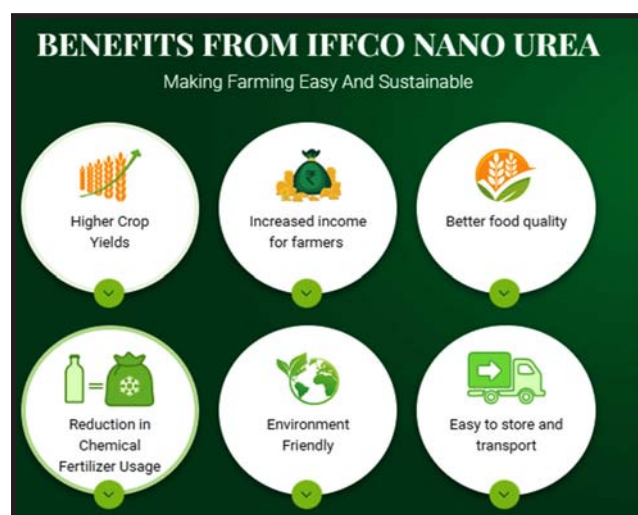 BENEFITS FROM IFFCO NANO UREA
Making Farming Easy And Sustainable
Higher Crop
Yields
Increased income
for farmers
Better food quality
Reduction in
Chemical
Fertilizer Usage
Environment
Friendly
Easy to store and
transport